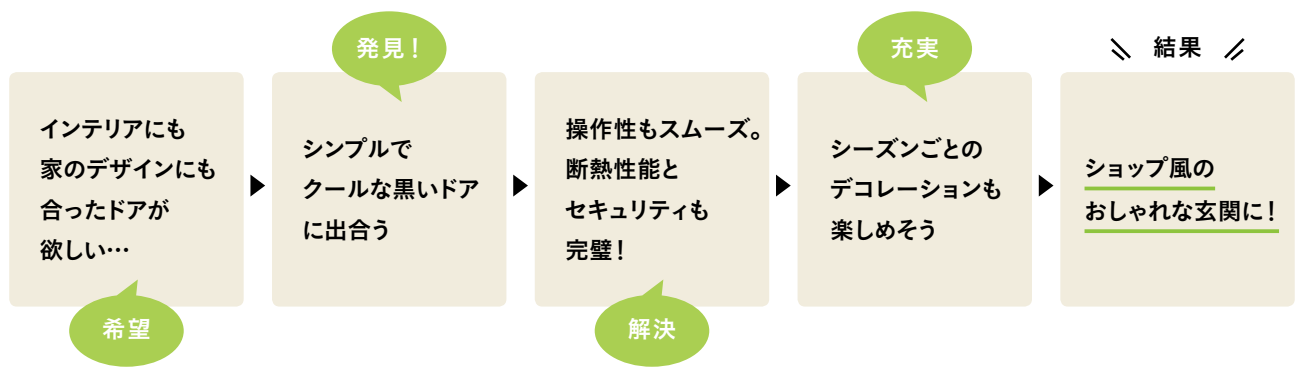 インテリアにも
家のデザインにも
合ったドアが
欲しい…
希望
発見！
シンプルで
クールな黒いドア
に出合う
操作性もスムーズ。
断熱性能と
セキュリティも
完璧！
解決
充実
シーズンごとの
デコレーションも
楽しめそう
結果
ショップ風の
おしゃれな玄関に！